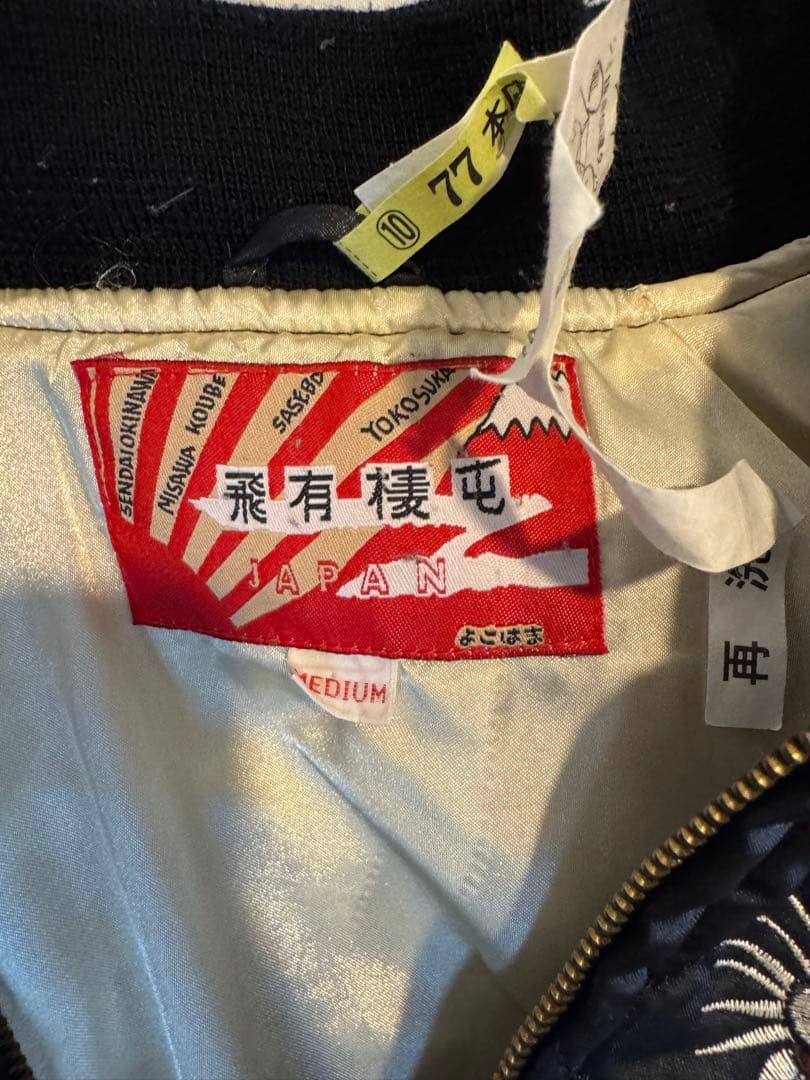 ⑩ 77 本
SENDAI OKINAWA
MISAWA KOUBE
SASEBO
YOKOSUKA
飛有棲屯
JAPAN
よこはま
MEDIUM
再洗